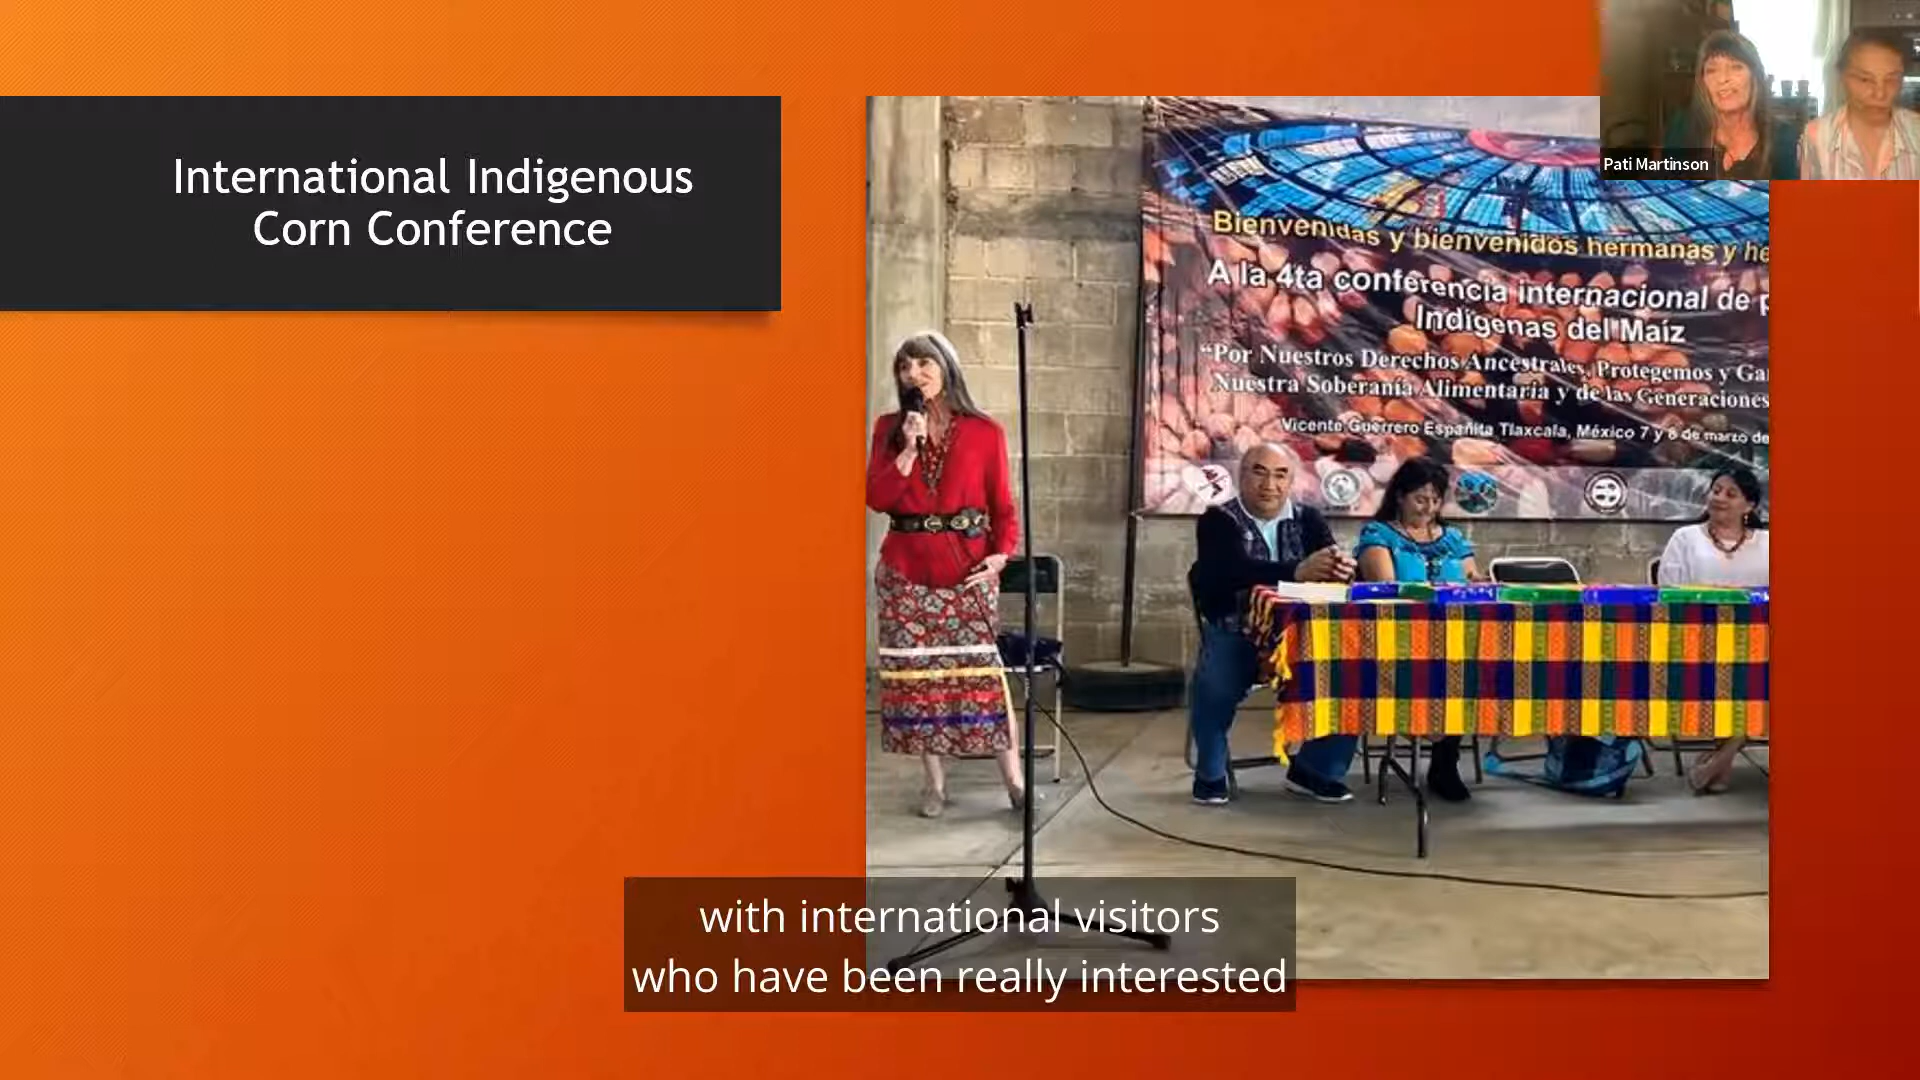 International Indigenous
Corn Conference
Pati Martinson
Bienvenidas y bienvenidos hermanas y he
A la 4ta conferencia internacional de p
Indígenas del Maíz
"Por Nuestros Derechos Ancestrales, Protegemos y Ga
Nuestra Soberanía Alimentaria y de las Generaciones
Vicente Guerrero Españita Tlaxcala, México 7 y 8 de marzo de
with international visitors
who have been really interested